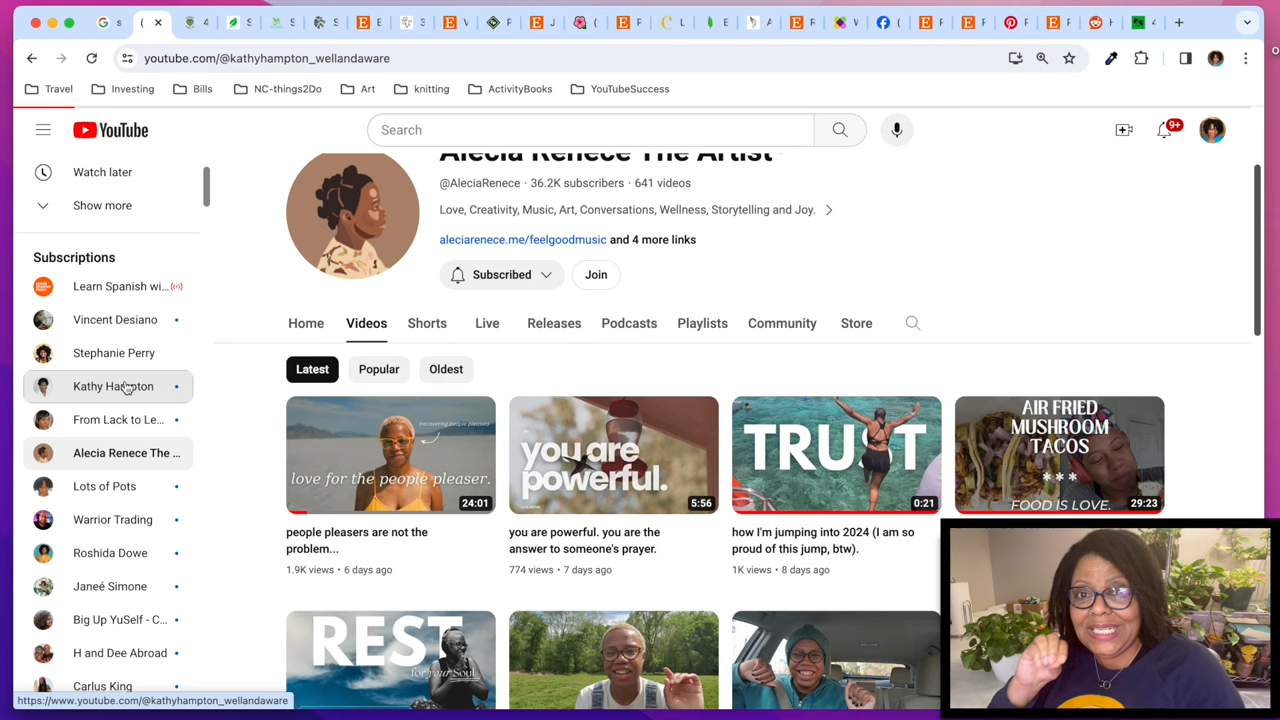 youtube.com/@kathyhampton_wellandaware
Travel
Investing
Bills
NC-things2Do
Art
knitting
ActivityBooks
YouTubeSuccess
YouTube
Search
9+
Watch later
Show more
Subscriptions
Learn Spanish wi...
Vincent Desiano
Stephanie Perry
Kathy Hampton
From Lack to Le...
Alecia Renece The ...
Lots of Pots
Warrior Trading
Roshida Dowe
Janeé Simone
Big Up YuSelf - C...
H and Dee Abroad
Carlus King
https://www.youtube.com/@kathyhampton_wellandaware
Alecia Renece The Artist
@AleciaRenece · 36.2K subscribers · 641 videos
Love, Creativity, Music, Art, Conversations, Wellness, Storytelling and Joy.
aleciarenece.me/feelgoodmusic and 4 more links
Subscribed
Join
Home
Videos
Shorts
Live
Releases
Podcasts
Playlists
Community
Store
Latest
Popular
Oldest
recovering people pleaser
love for the people pleaser.
24:01
people pleasers are not the
problem...
1.9K views · 6 days ago
you are
powerful.
5:56
you are powerful. you are the
answer to someone's prayer.
774 views · 7 days ago
TRUST
0:21
how I'm jumping into 2024 (I am so
proud of this jump, btw).
1K views · 8 days ago
AIR FRIED
MUSHROOM
TACOS
***
FOOD IS LOVE.
29:23
REST
for your Soul